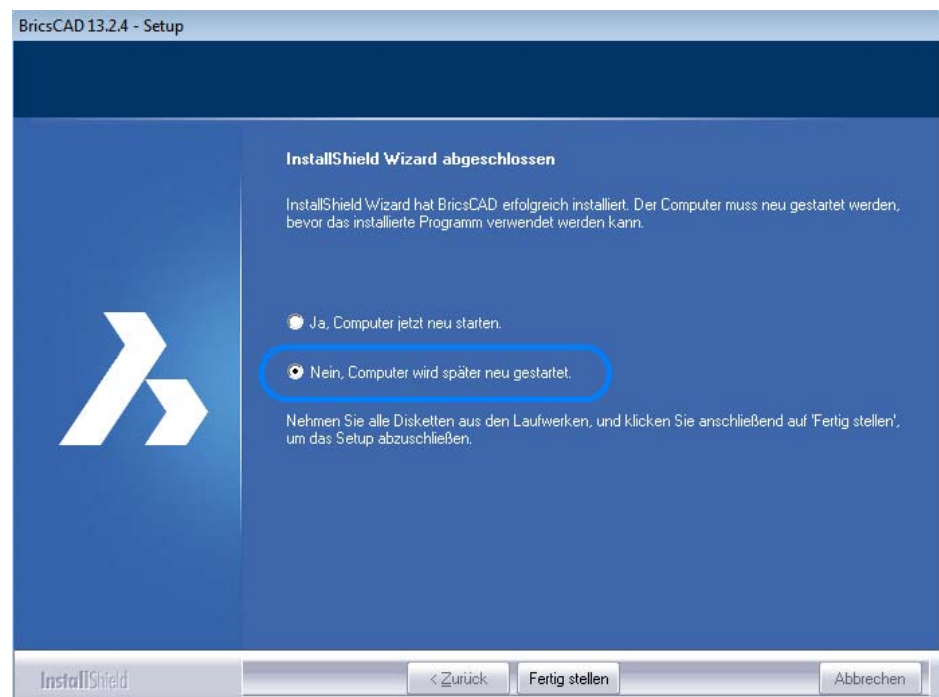 BricsCAD 13.2.4 - Setup
InstallShield Wizard abgeschlossen
InstallShield Wizard hat BricsCAD erfolgreich installiert. Der Computer muss neu gestartet werden,
bevor das installierte Programm verwendet werden kann.
Ja, Computer jetzt neu starten.
Nein, Computer wird später neu gestartet.
Nehmen Sie alle Disketten aus den Laufwerken, und klicken Sie anschließend auf 'Fertig stellen',
um das Setup abzuschließen.
InstallShield
< Zurück
Fertig stellen
Abbrechen